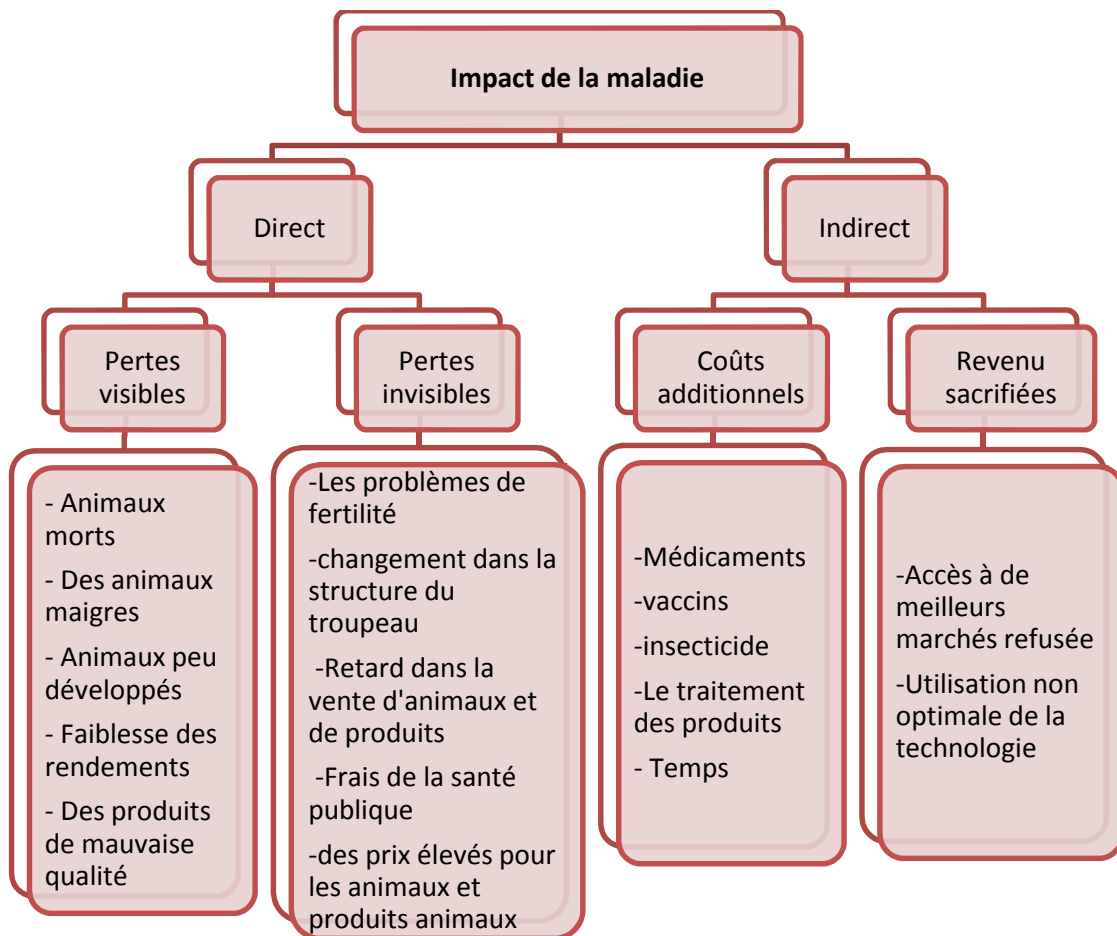 Impact de la maladie
Direct
Indirect
Pertes
visibles
Pertes
invisibles
Coûts
additionnels
Revenu
sacrifiées
- Animaux
morts
- Des animaux
maigres
- Animaux peu
développés
- Faiblesse des
rendements
- Des produits
de mauvaise
qualité
-Les problèmes de
fertilité
-changement dans la
structure du
troupeau
-Retard dans la
vente d'animaux et
de produits
-Frais de la santé
publique
-des prix élevés pour
les animaux et
produits animaux
-Médicaments
-vaccins
-insecticide
-Le traitement
des produits
- Temps
-Accès à de
meilleurs
marchés refusée
-Utilisation non
optimale de la
technologie